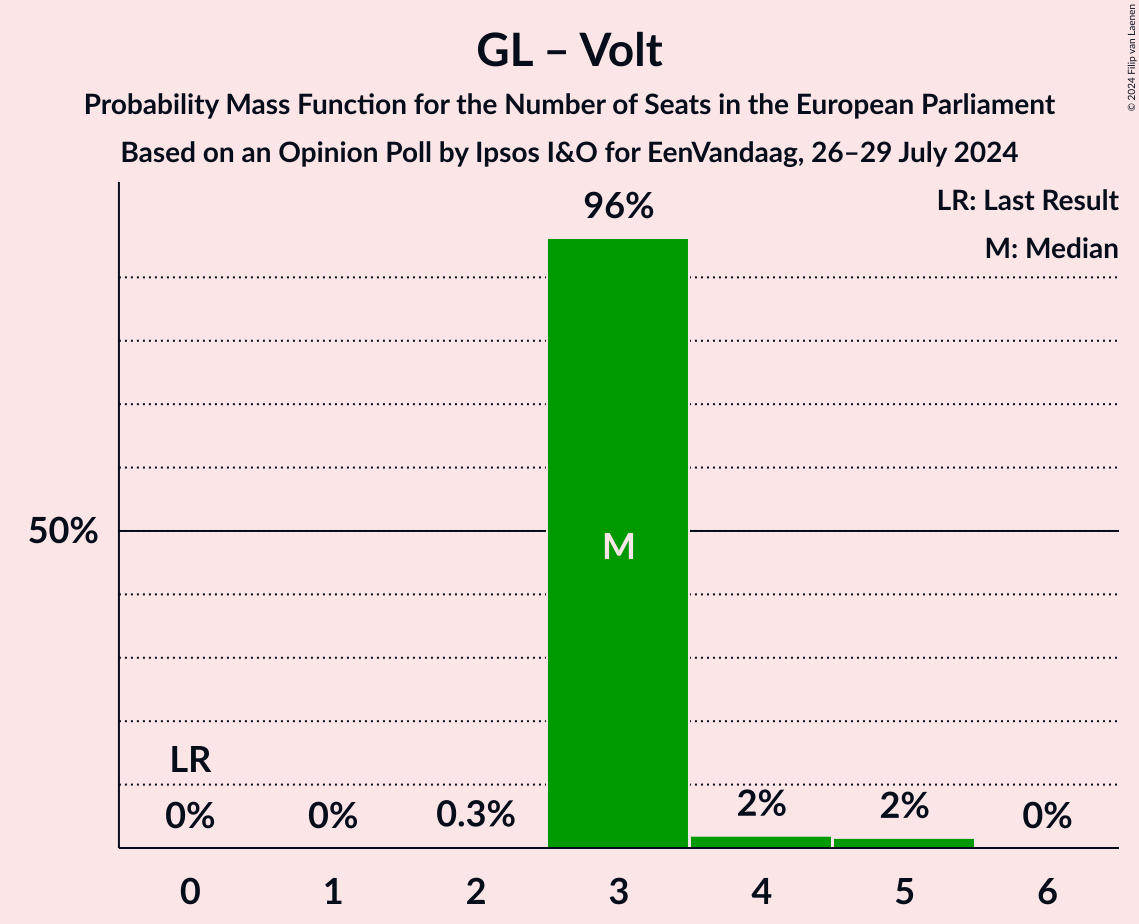 GL – Volt
Probability Mass Function for the Number of Seats in the European Parliament
Based on an Opinion Poll by Ipsos I&O for EenVandaag, 26–29 July 2024
© 2024 Filip van Laenen
LR: Last Result
M: Median
96%
50%
M
LR
0%
0%
0.3%
2%
2%
0%
0
1
2
3
4
5
6